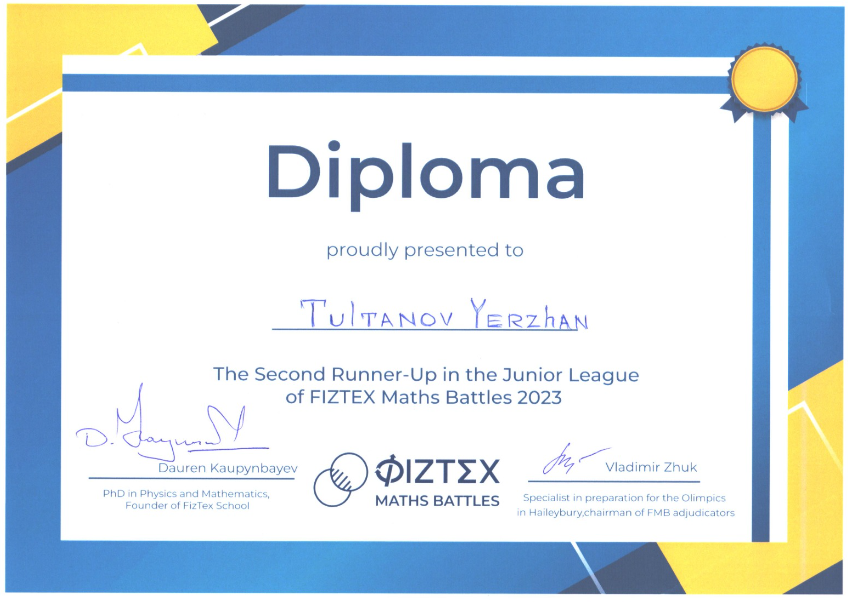 Diploma
proudly presented to
Tultanov Yerzhan
The Second Runner-Up in the Junior League
of FIZTEX Maths Battles 2023
Dauren Kaupynbayev
PhD in Physics and Mathematics,
Founder of FizTex School
ФIZTΣX
MATHS BATTLES
Vladimir Zhuk
Specialist in preparation for the Olimpics
in Haileybury,chairman of FMB adjudicators